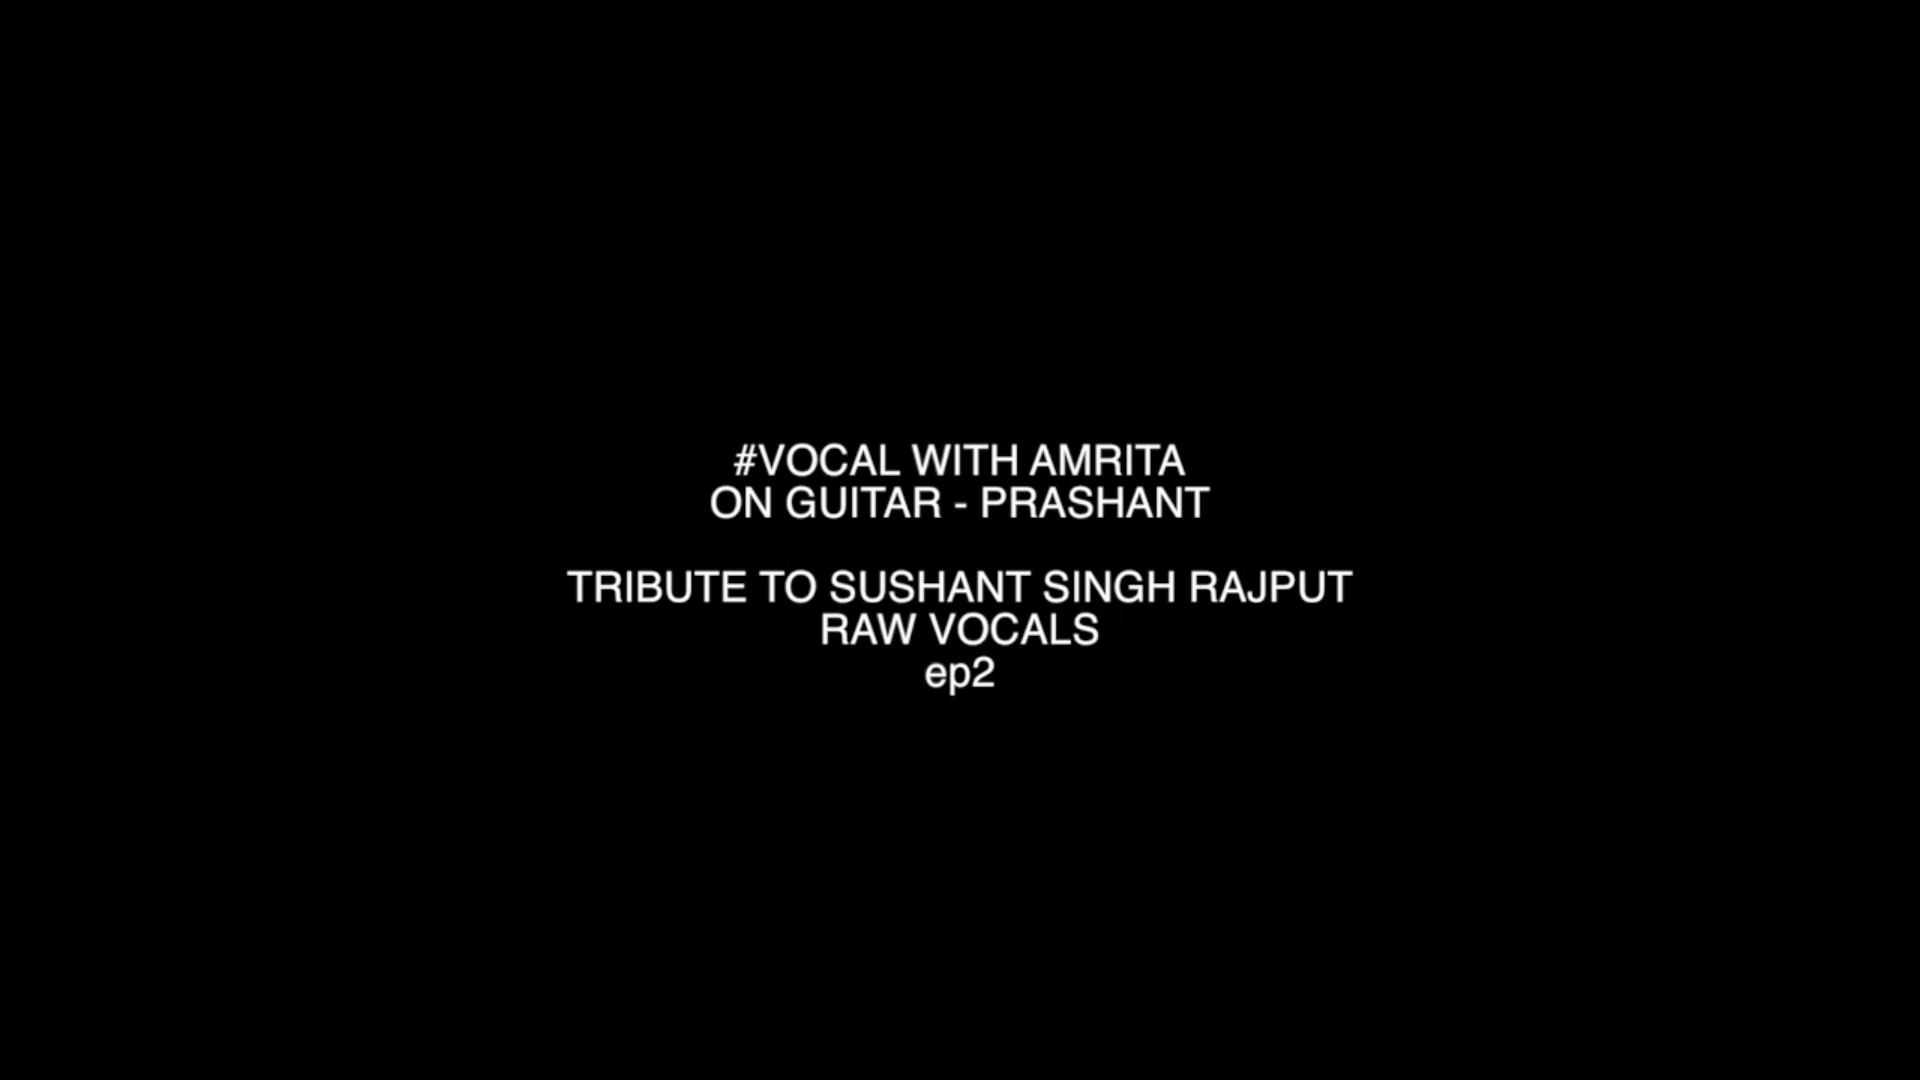 #VOCAL WITH AMRITA
ON GUITAR - PRASHANT
TRIBUTE TO SUSHANT SINGH RAJPUT
RAW VOCALS
ep2